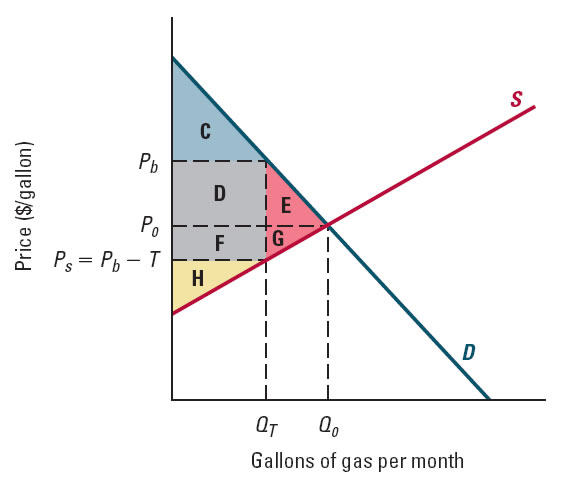 Price ($/gallon)
S
C
P_b
D
E
P_0
F
G
P_s = P_b – T
H
D
Q_T
Q_0
Gallons of gas per month